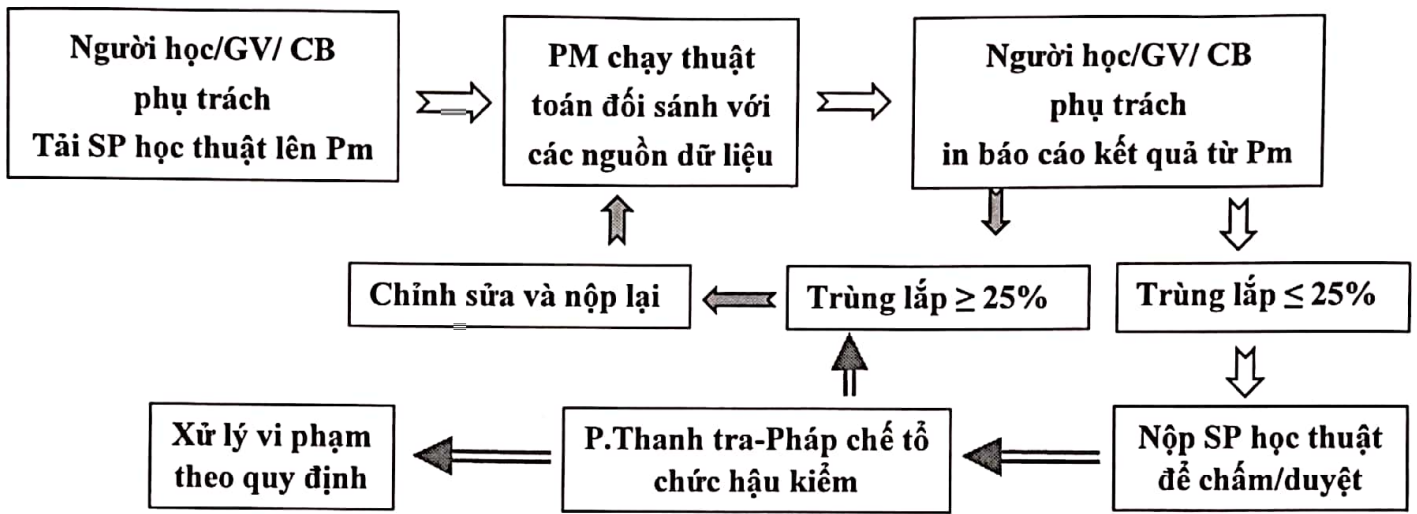 Người học/GV/ CB
phụ trách
Tải SP học thuật lên Pm
PM chạy thuật
toán đối sánh với
các nguồn dữ liệu
Người học/GV/ CB
phụ trách
in báo cáo kết quả từ Pm
Chỉnh sửa và nộp lại
Trùng lắp ≥ 25%
Trùng lắp ≤ 25%
Xử lý vi phạm
theo quy định
P.Thanh tra-Pháp chế tổ
chức hậu kiểm
Nộp SP học thuật
để chấm/duyệt